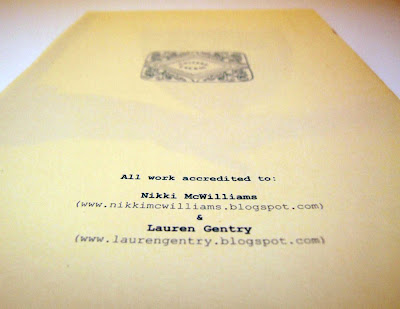 All work accredited to:
Nikki McWilliams
(www.nikkimcwilliams.blogspot.com)
&
Lauren Gentry
(www.laurengentry.blogspot.com)